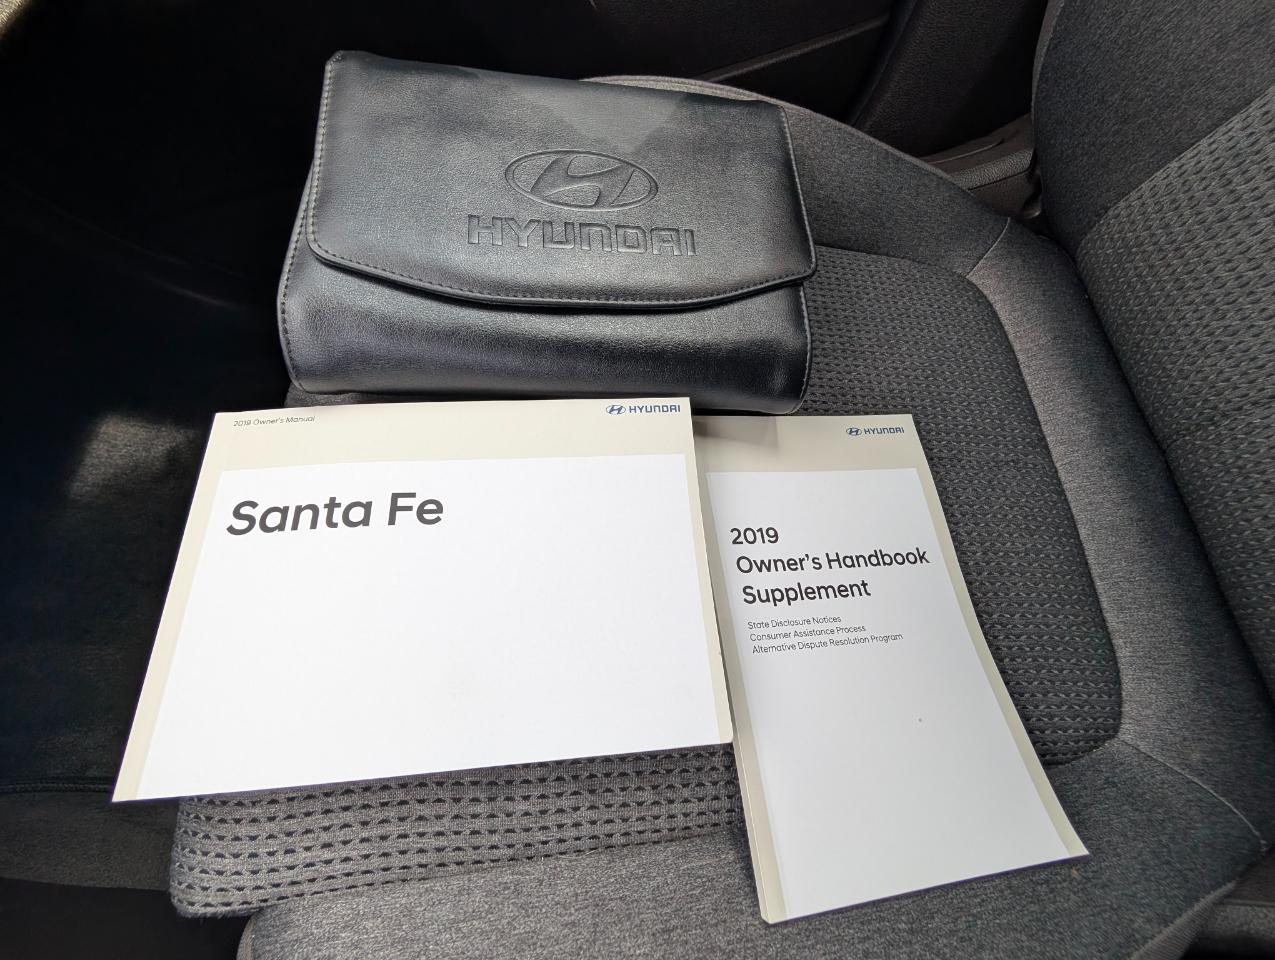 HYUNDAI
2019 Owner's Manual
HYUNDAI
Santa Fe
HYUNDAI
2019
Owner's Handbook
Supplement
State Disclosure Notices
Consumer Assistance Process
Alternative Dispute Resolution Program